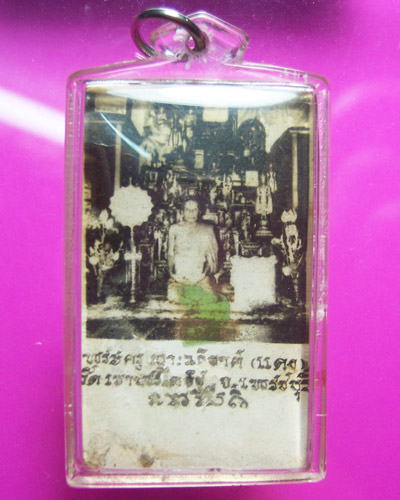 พระครู ญาณวิลาศ (แดง)
วัดเขาบันไดอิฐ จ.เพชรบุรี